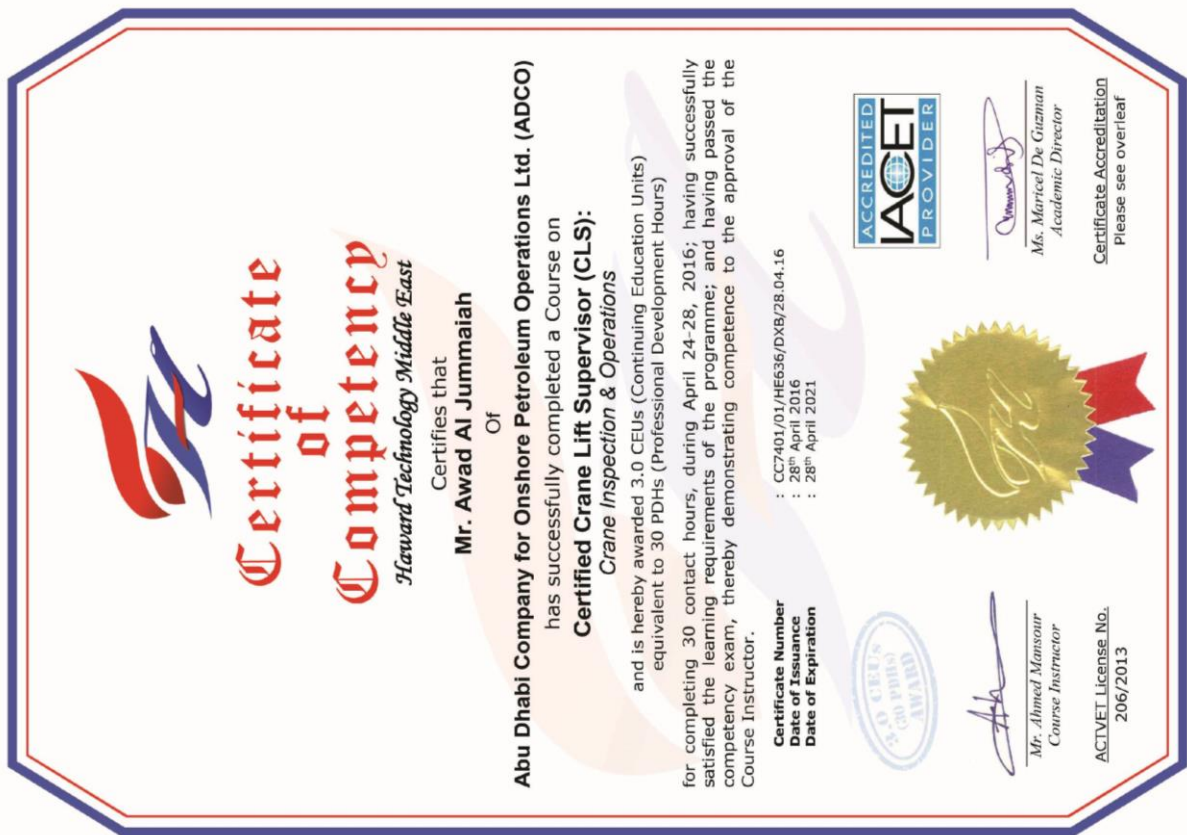 Certificate
of
Competency
Haward Technology Middle East
Certifies that
Mr. Awad Al Jummaiah
Of
Abu Dhabi Company for Onshore Petroleum Operations Ltd. (ADCO)
has successfully completed a Course on
Certified Crane Lift Supervisor (CLS):
Crane Inspection & Operations
and is hereby awarded 3.0 CEUs (Continuing Education Units)
equivalent to 30 PDHs (Professional Development Hours)
for completing 30 contact hours, during April 24-28, 2016; having successfully
satisfied the learning requirements of the programme; and having passed the
competency exam, thereby demonstrating competence to the approval of the
Course Instructor.
Certificate Number : CC7401/01/HE636/DXB/28.04.16
Date of Issuance : 28th April 2016
Date of Expiration : 28th April 2021
3.0 CEUS
(30 PDHs)
AWARD
ACCREDITED
IACET
PROVIDER
Mr. Ahmed Mansour
Course Instructor
Ms. Maricel De Guzman
Academic Director
ACTVET License No.
206/2013
Certificate Accreditation
Please see overleaf